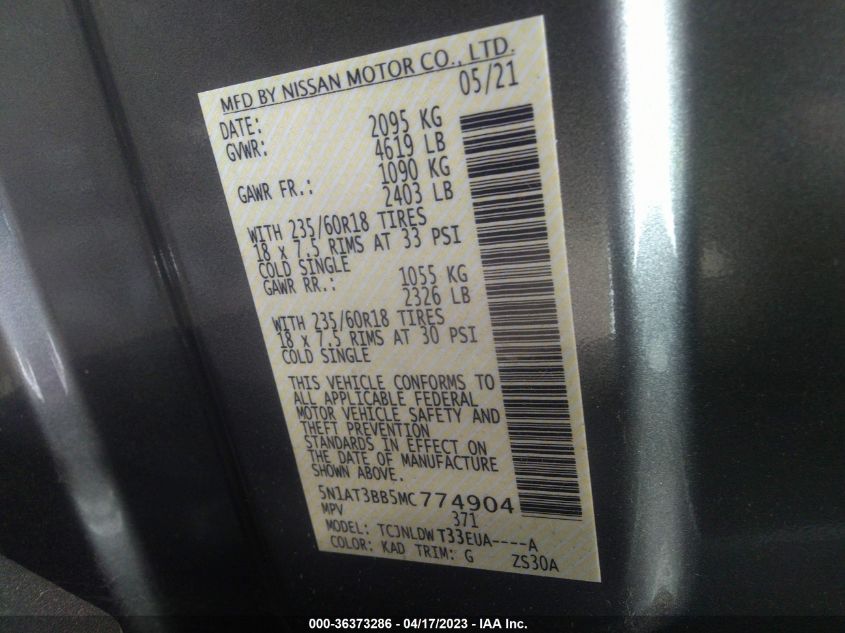 MFD BY NISSAN MOTOR CO., LTD.
DATE: 05/21
GVWR: 2095 KG
4619 LB
GAWR FR.: 1090 KG
2403 LB
WITH 235/60R18 TIRES
18 x 7.5 RIMS AT 33 PSI
COLD SINGLE
GAWR RR.: 1055 KG
2326 LB
WITH 235/60R18 TIRES
18 x 7.5 RIMS AT 30 PSI
COLD SINGLE
THIS VEHICLE CONFORMS TO
ALL APPLICABLE FEDERAL
MOTOR VEHICLE SAFETY AND
THEFT PREVENTION
STANDARDS IN EFFECT ON
THE DATE OF MANUFACTURE
SHOWN ABOVE.
5N1AT3BB5MC774904
MPV 371
MODEL: TCJNLDWT33EUA----A
COLOR: KAD TRIM: G ZS30A
000-36373286 - 04/17/2023 - IAA Inc.